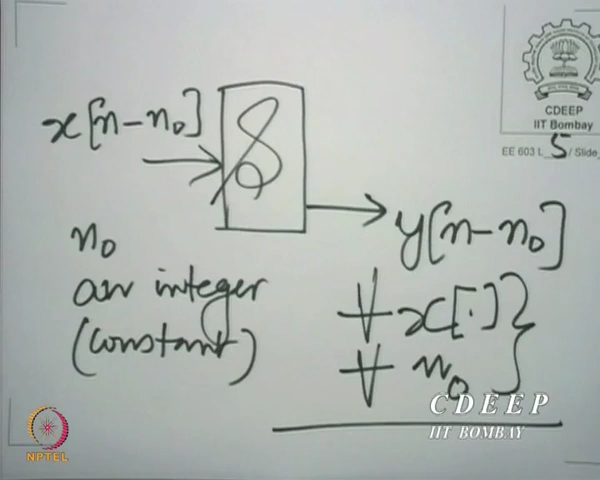 CDEEP
IIT Bombay
EE 603 L 5 / Slide
x[n-n₀]
S
y[n-n₀]
n₀
an integer
(constant)
∀ x[·] }
∀ n₀
CDEEP
IIT BOMBAY
NPTEL